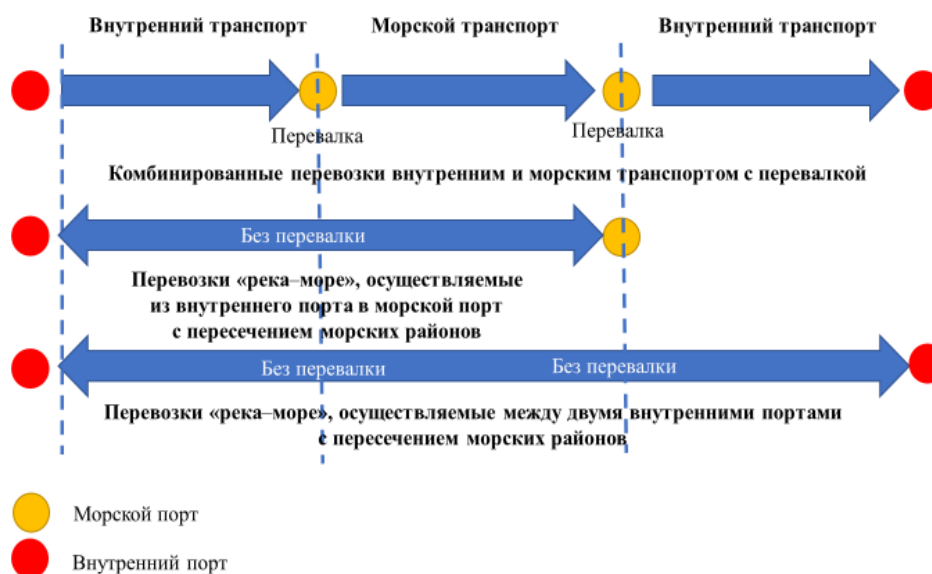 Внутренний транспорт
Морской транспорт
Внутренний транспорт
Перевалка
Перевалка
Комбинированные перевозки внутренним и морским транспортом с перевалкой
Без перевалки
Перевозки «река–море», осуществляемые
из внутреннего порта в морской порт
с пересечением морских районов
Без перевалки
Без перевалки
Перевозки «река–море», осуществляемые между двумя внутренними портами
с пересечением морских районов
Морской порт
Внутренний порт